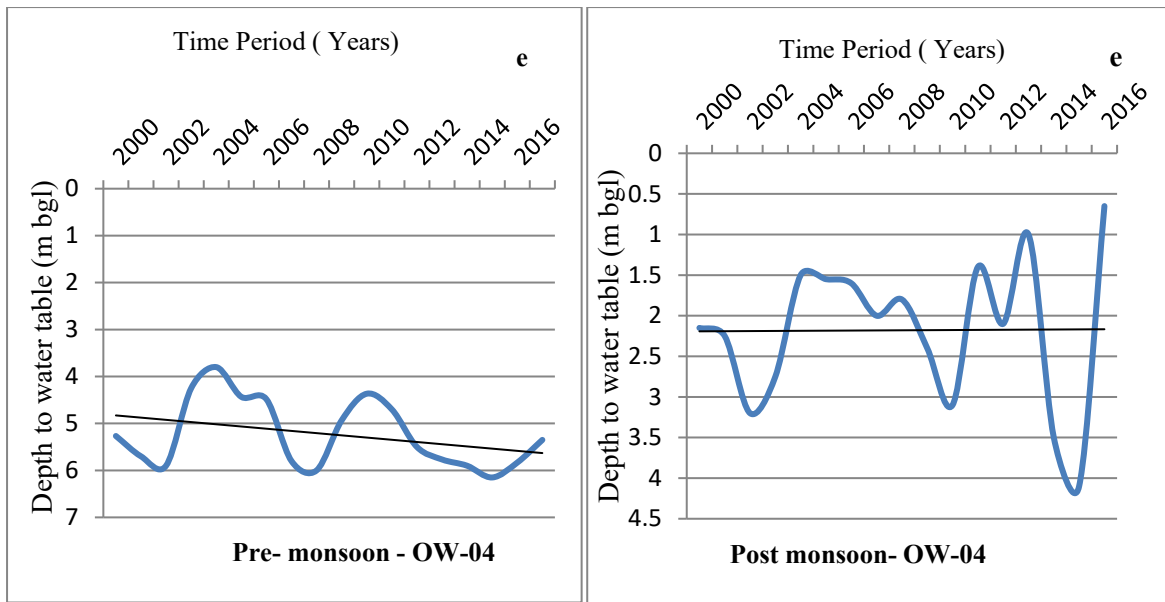 Time Period ( Years)
e
2000 2002 2004 2006 2008 2010 2012 2014 2016
Depth to water table (m bgl)
0
1
2
3
4
5
6
7
Pre- monsoon - OW-04
Time Period ( Years)
e
2000 2002 2004 2006 2008 2010 2012 2014 2016
Depth to water table (m bgl)
0
0.5
1
1.5
2
2.5
3
3.5
4
4.5
Post monsoon- OW-04